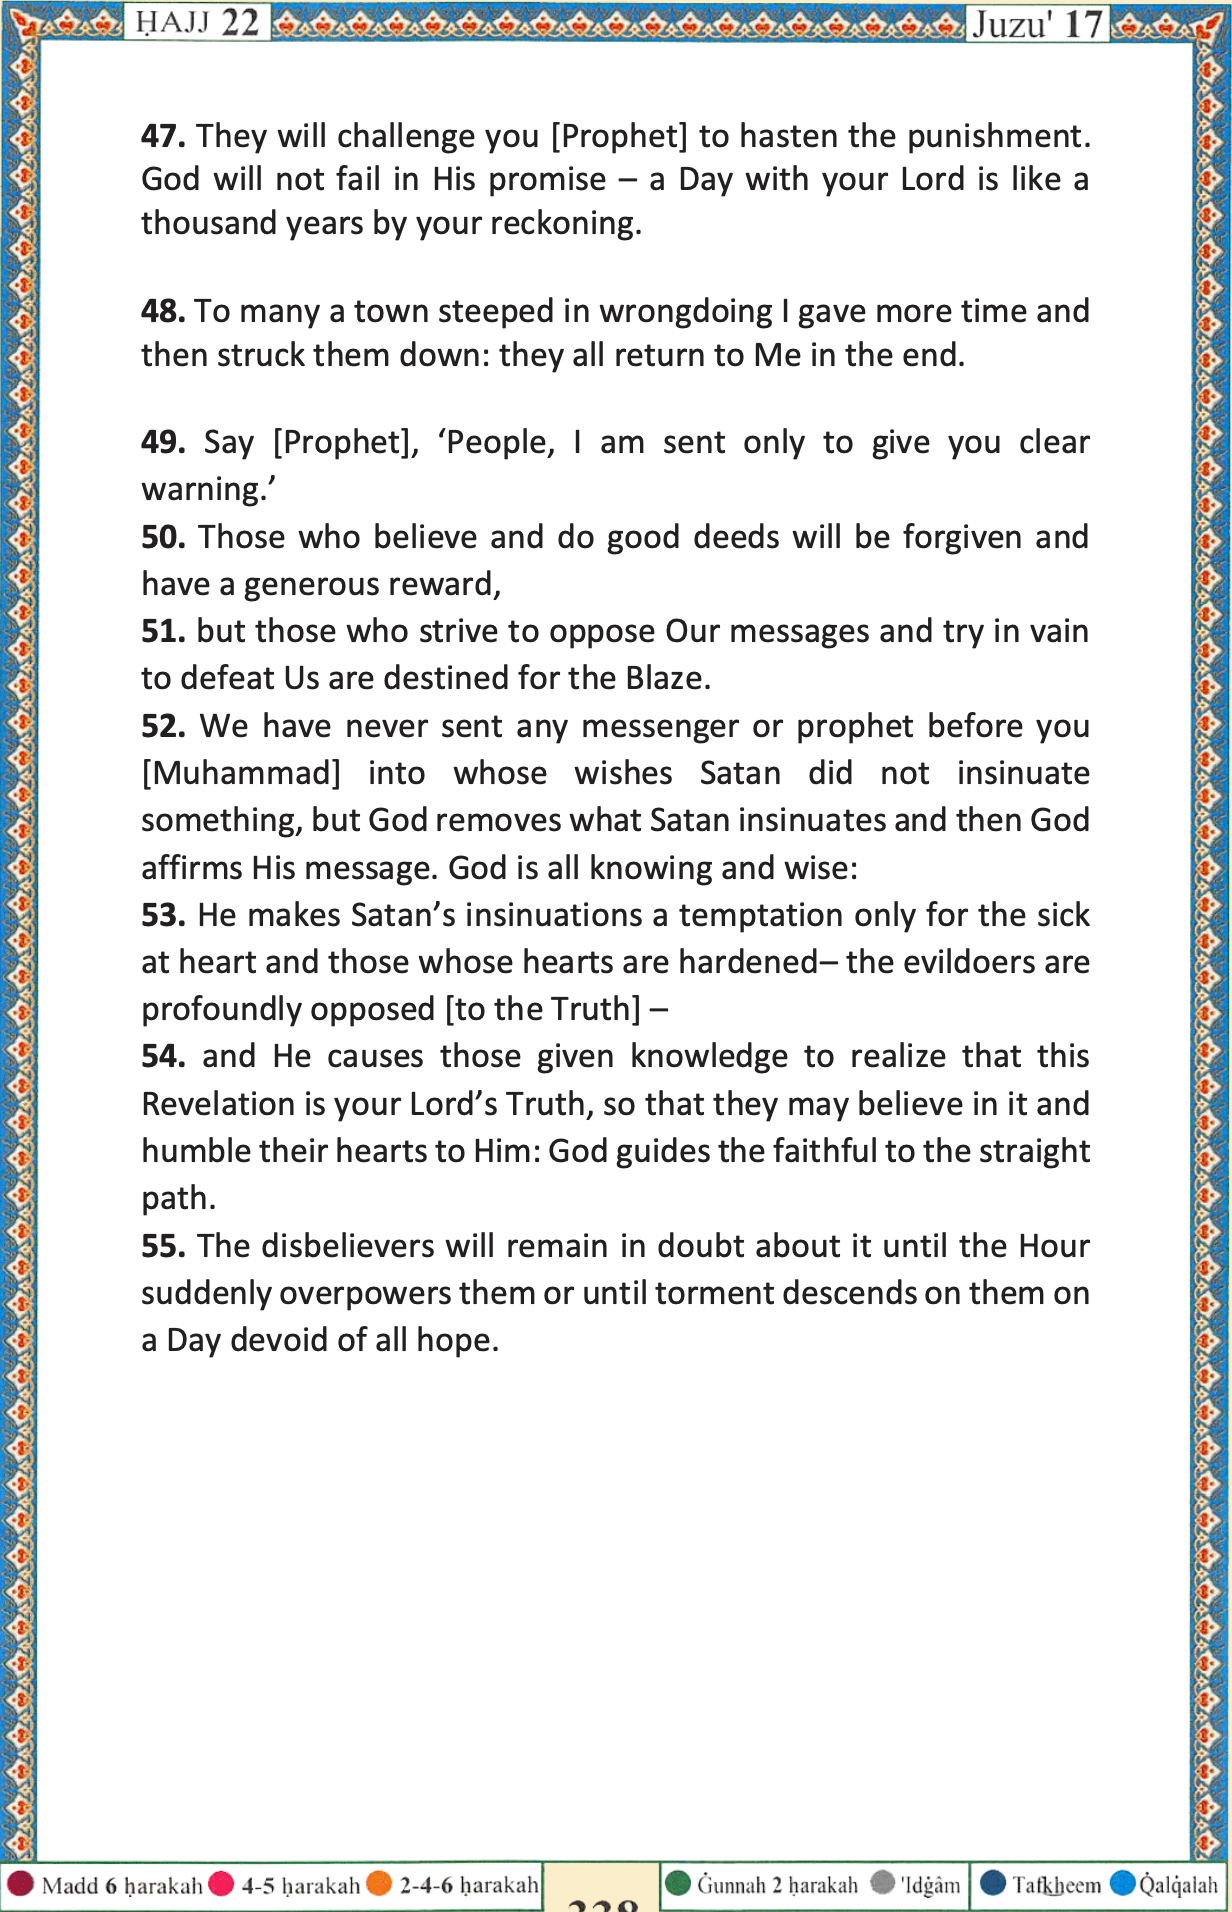 ḤAJJ 22
Juzu' 17
47. They will challenge you [Prophet] to hasten the punishment.
God will not fail in His promise – a Day with your Lord is like a
thousand years by your reckoning.
48. To many a town steeped in wrongdoing I gave more time and
then struck them down: they all return to Me in the end.
49. Say [Prophet], ‘People, I am sent only to give you clear
warning.’
50. Those who believe and do good deeds will be forgiven and
have a generous reward,
51. but those who strive to oppose Our messages and try in vain
to defeat Us are destined for the Blaze.
52. We have never sent any messenger or prophet before you
[Muhammad] into whose wishes Satan did not insinuate
something, but God removes what Satan insinuates and then God
affirms His message. God is all knowing and wise:
53. He makes Satan’s insinuations a temptation only for the sick
at heart and those whose hearts are hardened– the evildoers are
profoundly opposed [to the Truth] –
54. and He causes those given knowledge to realize that this
Revelation is your Lord’s Truth, so that they may believe in it and
humble their hearts to Him: God guides the faithful to the straight
path.
55. The disbelievers will remain in doubt about it until the Hour
suddenly overpowers them or until torment descends on them on
a Day devoid of all hope.
Madd 6 ḥarakah 4-5 ḥarakah 2-4-6 ḥarakah
Ġunnah 2 ḥarakah 'Idġâm Tafkheem Q̇alq̇alah